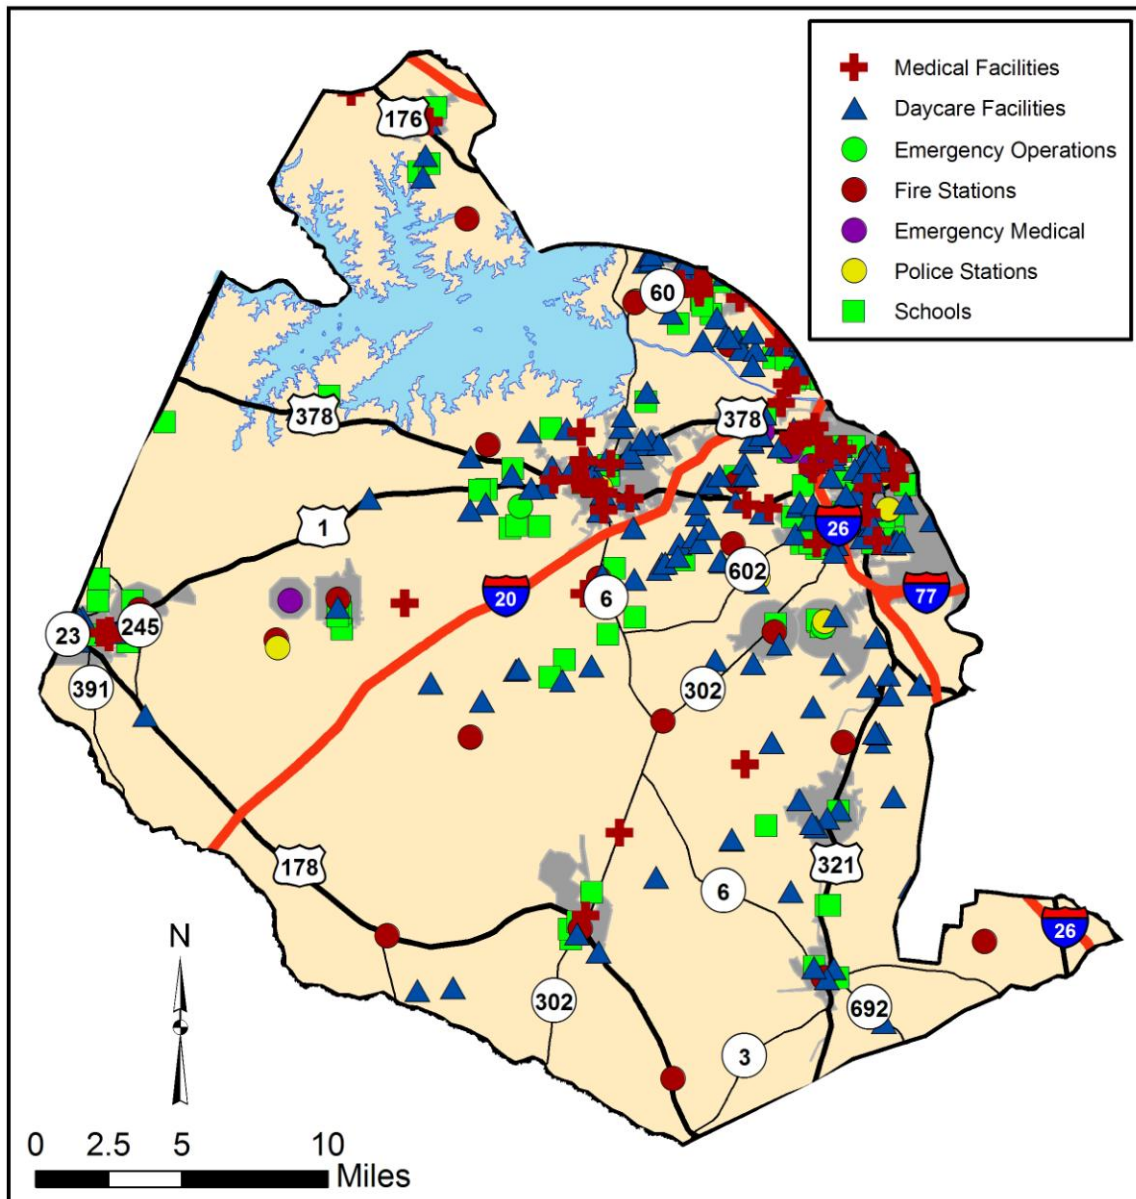 Medical Facilities
Daycare Facilities
Emergency Operations
Fire Stations
Emergency Medical
Police Stations
Schools
176
60
378
378
1
26
602
20
6
77
23
245
391
302
178
321
6
26
302
692
3
N
0 2.5 5 10
Miles